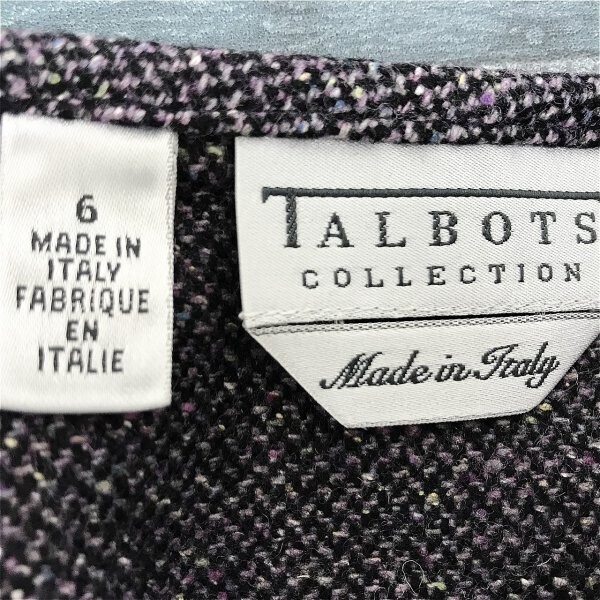 6
MADE IN
ITALY
FABRIQUE
EN
ITALIE
TALBOTS
COLLECTION
Made in Italy